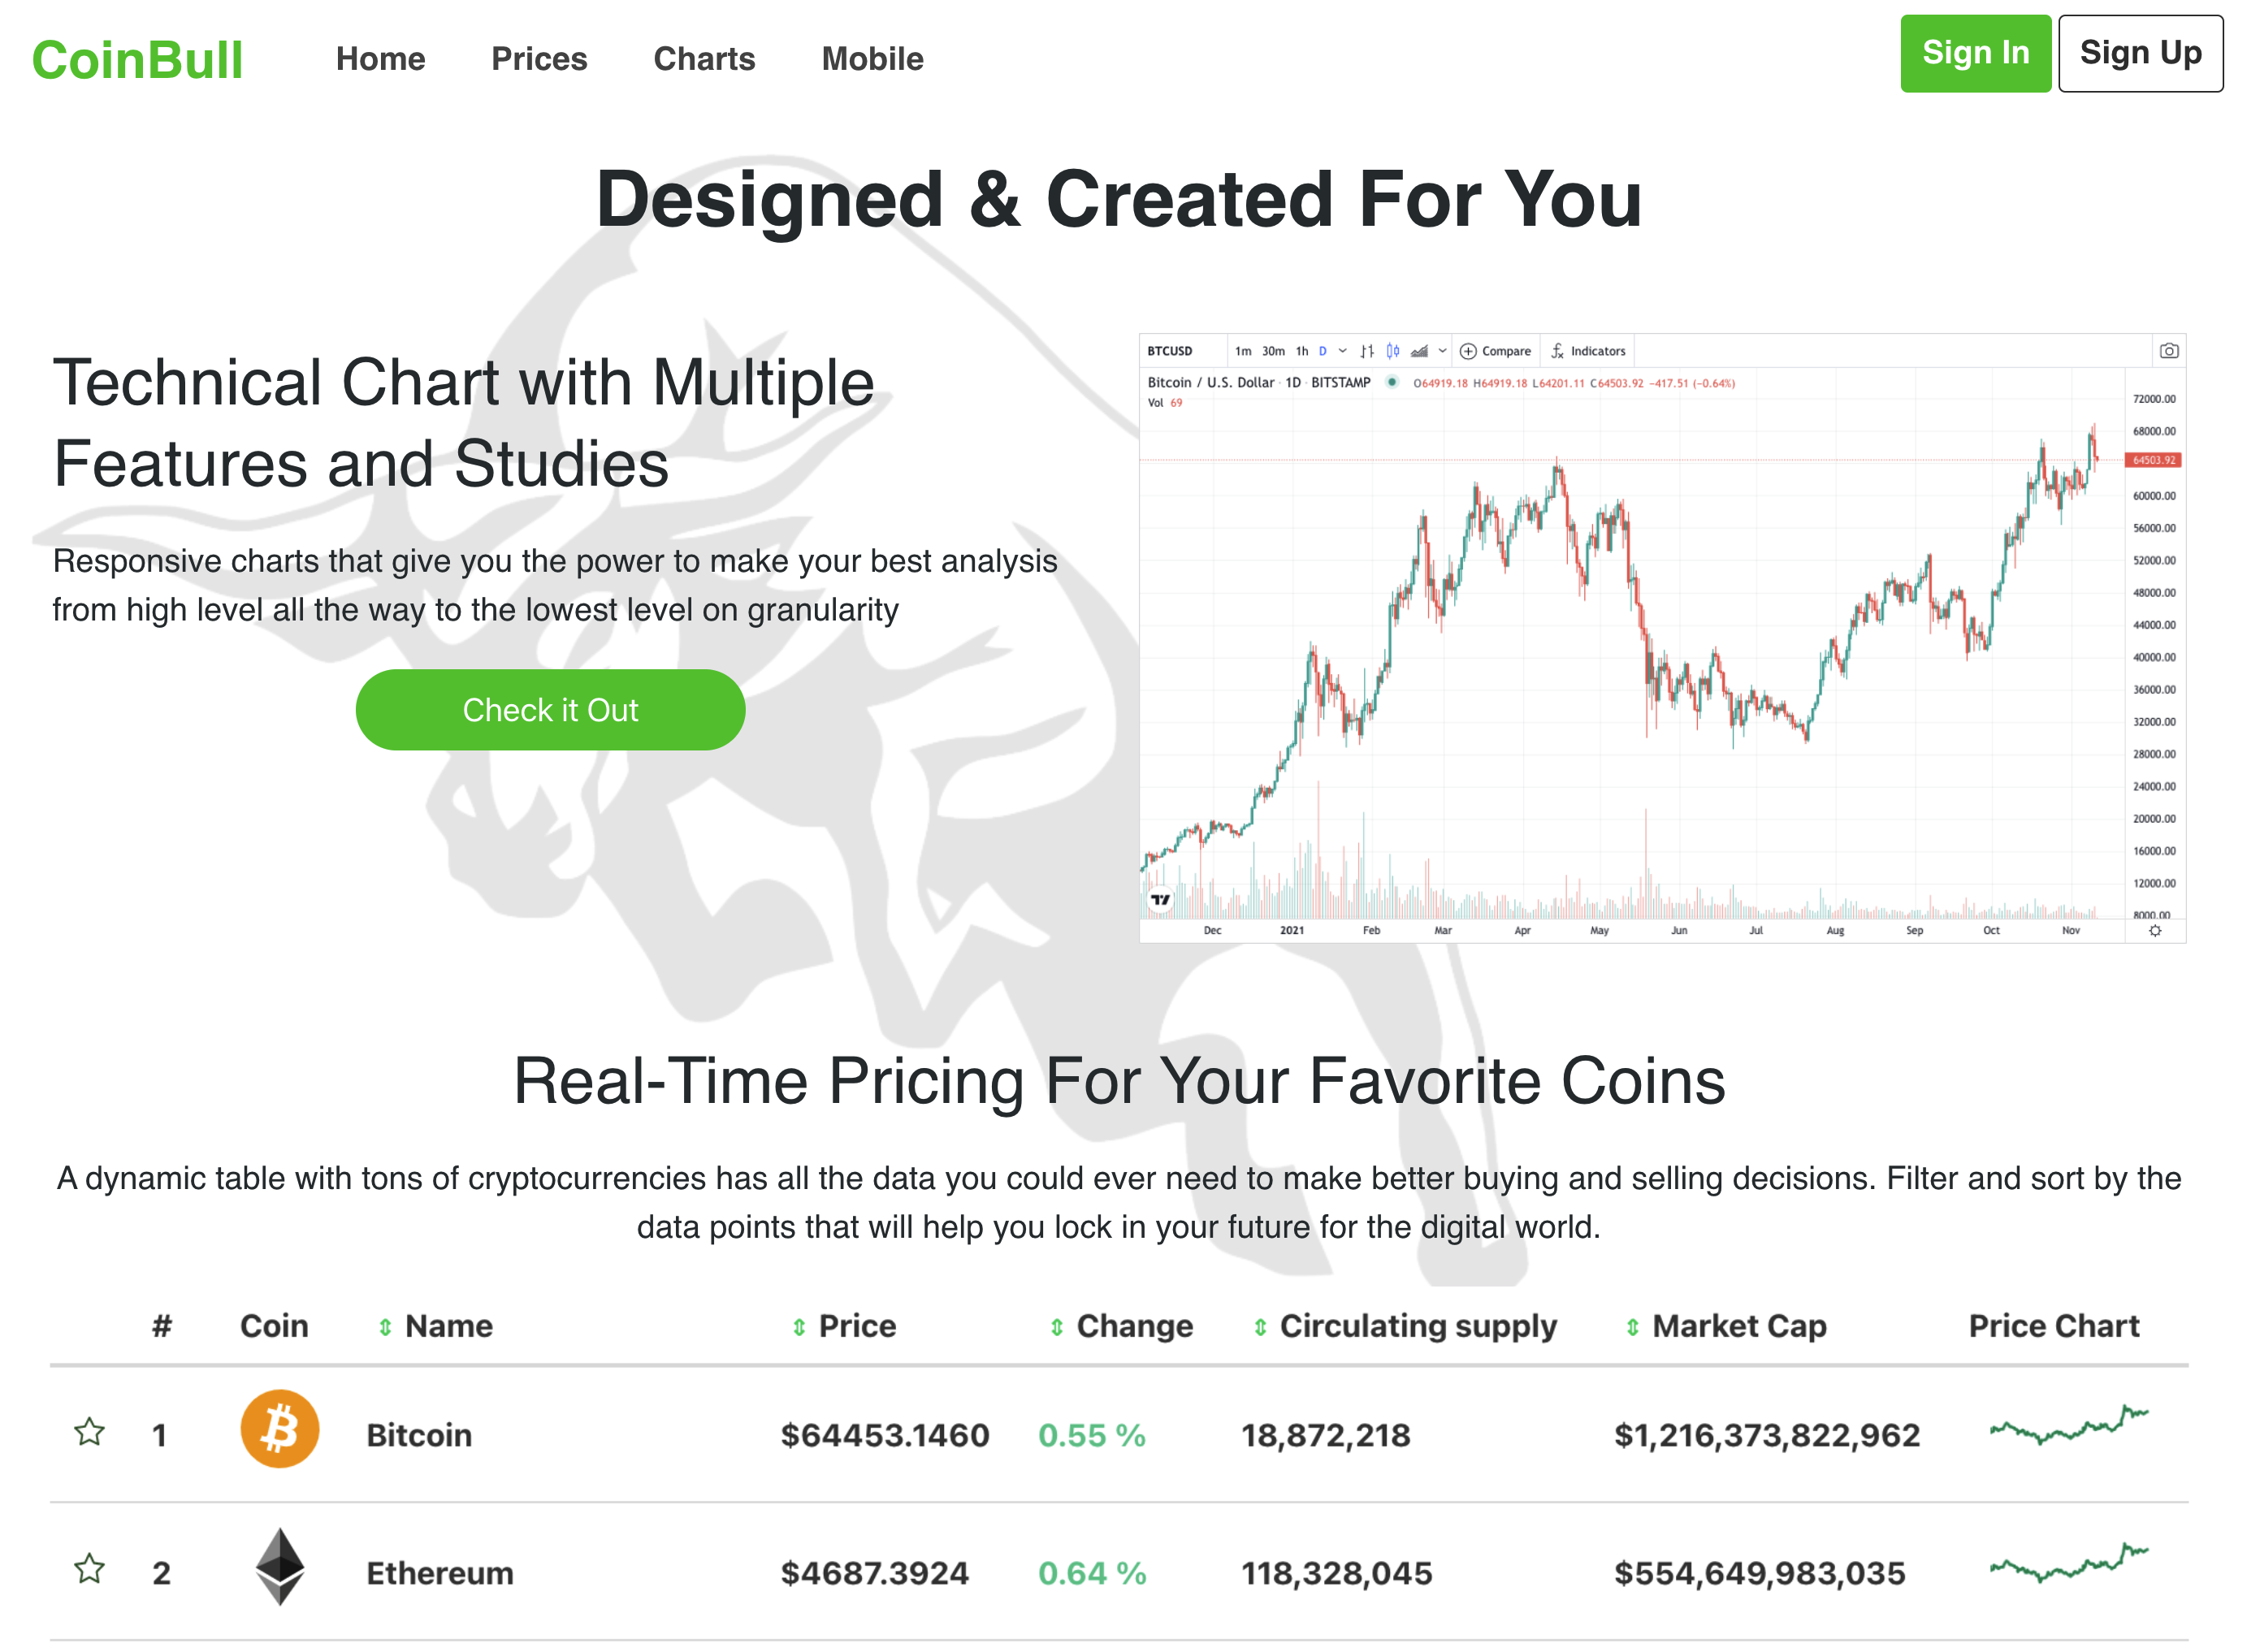 CoinBull Home Prices Charts Mobile Sign In Sign Up
Designed & Created For You
Technical Chart with Multiple
Features and Studies
Responsive charts that give you the power to make your best analysis
from high level all the way to the lowest level on granularity
Check it Out
BTCUSD 1m 30m 1h D Compare Indicators
Bitcoin / U.S. Dollar · 1D · BITSTAMP O64919.18 H64919.18 L64201.11 C64503.92 −417.51 (−0.64%)
Vol 69
72000.00
68000.00
64503.92
60000.00
56000.00
52000.00
48000.00
44000.00
40000.00
36000.00
32000.00
28000.00
24000.00
20000.00
16000.00
12000.00
8000.00
Dec 2021 Feb Mar Apr May Jun Jul Aug Sep Oct Nov
Real-Time Pricing For Your Favorite Coins
A dynamic table with tons of cryptocurrencies has all the data you could ever need to make better buying and selling decisions. Filter and sort by the
data points that will help you lock in your future for the digital world.
# Coin Name Price Change Circulating supply Market Cap Price Chart
1 Bitcoin $64453.1460 0.55 % 18,872,218 $1,216,373,822,962
2 Ethereum $4687.3924 0.64 % 118,328,045 $554,649,983,035